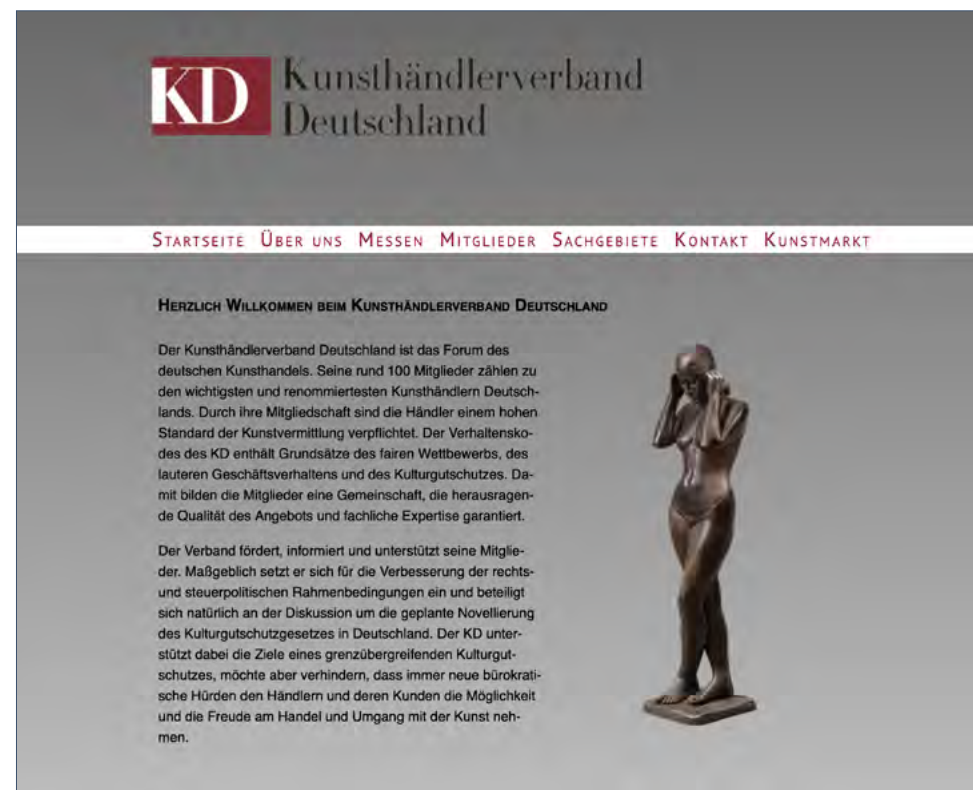 KD Kunsthändlerverband
Deutschland
STARTSEITE ÜBER UNS MESSEN MITGLIEDER SACHGEBIETE KONTAKT KUNSTMARKT
HERZLICH WILLKOMMEN BEIM KUNSTHÄNDLERVERBAND DEUTSCHLAND
Der Kunsthändlerverband Deutschland ist das Forum des
deutschen Kunsthandels. Seine rund 100 Mitglieder zählen zu
den wichtigsten und renommiertesten Kunsthändlern Deutsch-
lands. Durch ihre Mitgliedschaft sind die Händler einem hohen
Standard der Kunstvermittlung verpflichtet. Der Verhaltensko-
des des KD enthält Grundsätze des fairen Wettbewerbs, des
lauteren Geschäftsverhaltens und des Kulturgutschutzes. Da-
mit bilden die Mitglieder eine Gemeinschaft, die herausragen-
de Qualität des Angebots und fachliche Expertise garantiert.
Der Verband fördert, informiert und unterstützt seine Mitglie-
der. Maßgeblich setzt er sich für die Verbesserung der rechts-
und steuerpolitischen Rahmenbedingungen ein und beteiligt
sich natürlich an der Diskussion um die geplante Novellierung
des Kulturgutschutzgesetzes in Deutschland. Der KD unter-
stützt dabei die Ziele eines grenzübergreifenden Kulturgut-
schutzes, möchte aber verhindern, dass immer neue bürokrati-
sche Hürden den Händlern und deren Kunden die Möglichkeit
und die Freude am Handel und Umgang mit der Kunst neh-
men.